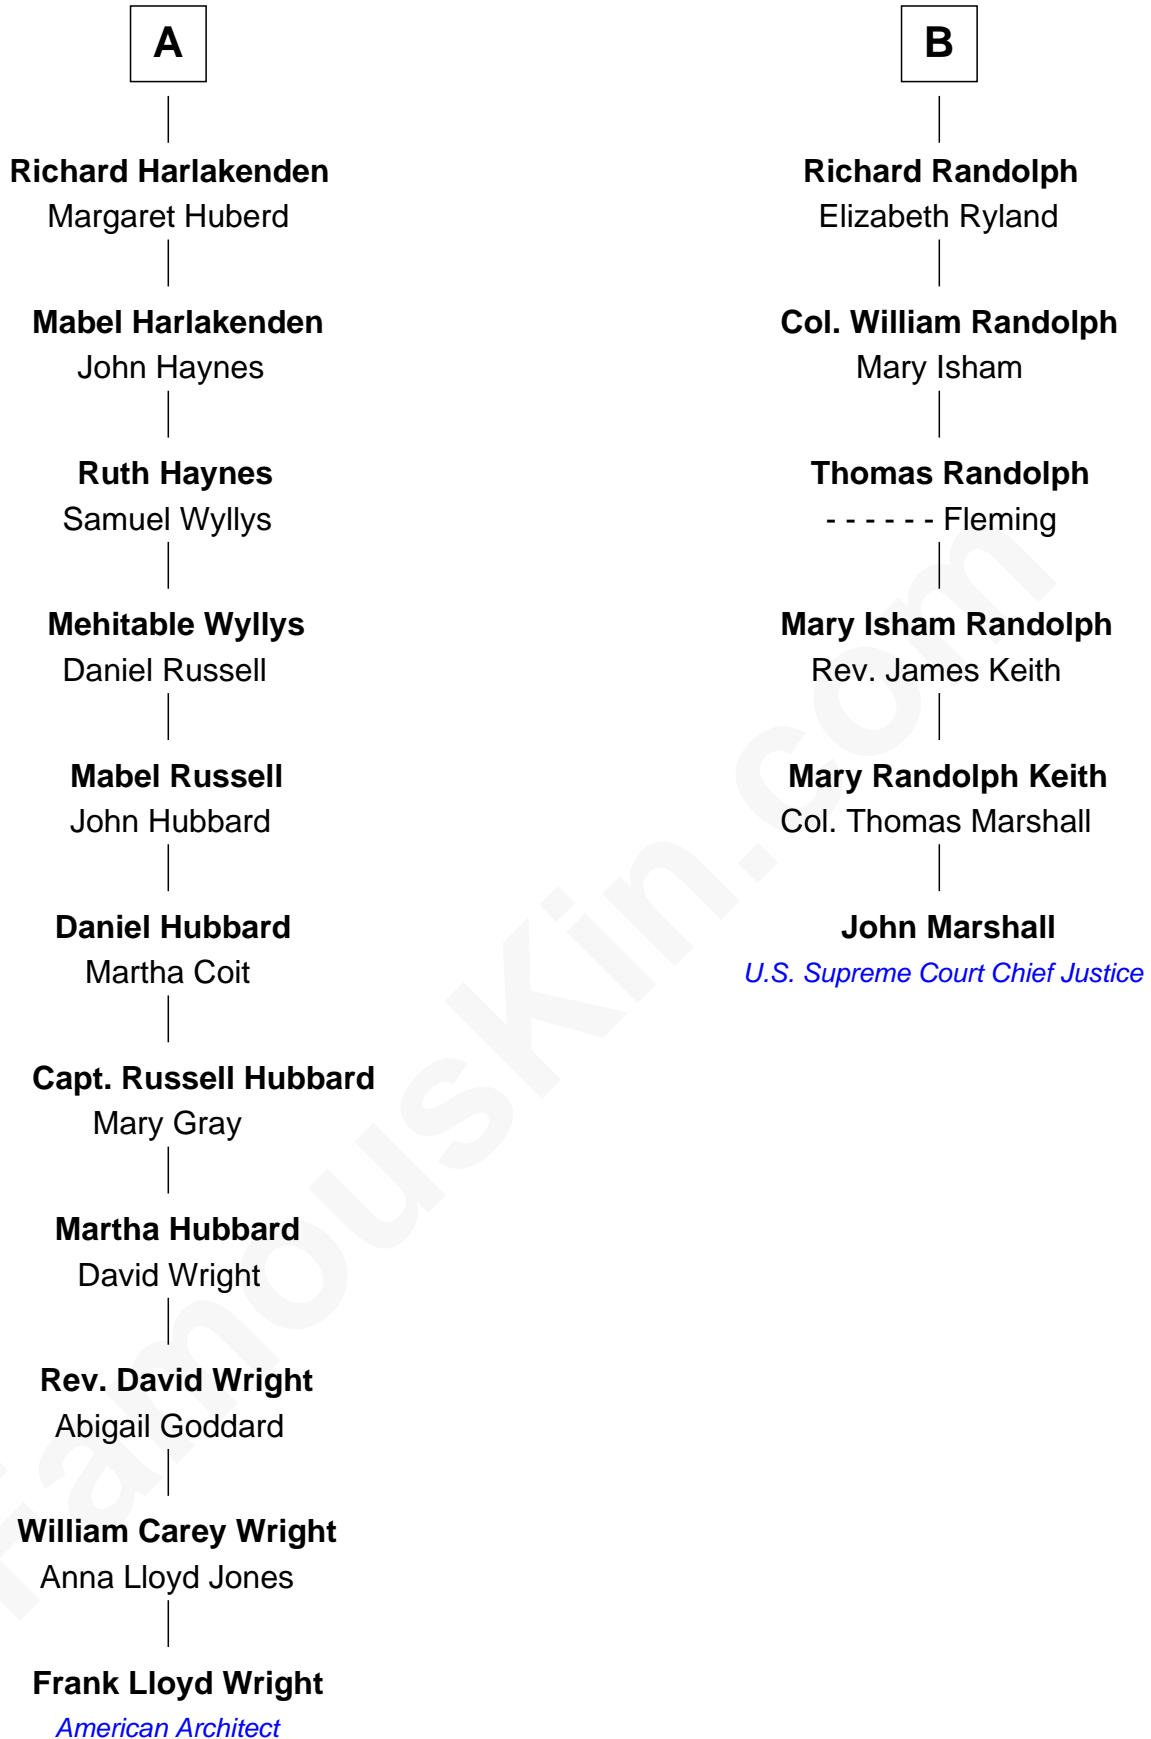 A
Richard Harlakenden
Margaret Huberd
Mabel Harlakenden
John Haynes
Ruth Haynes
Samuel Wyllys
Mehitable Wyllys
Daniel Russell
Mabel Russell
John Hubbard
Daniel Hubbard
Martha Coit
Capt. Russell Hubbard
Mary Gray
Martha Hubbard
David Wright
Rev. David Wright
Abigail Goddard
William Carey Wright
Anna Lloyd Jones
Frank Lloyd Wright
American Architect
B
Richard Randolph
Elizabeth Ryland
Col. William Randolph
Mary Isham
Thomas Randolph
- - - - - - Fleming
Mary Isham Randolph
Rev. James Keith
Mary Randolph Keith
Col. Thomas Marshall
John Marshall
U.S. Supreme Court Chief Justice
FamousKin.com